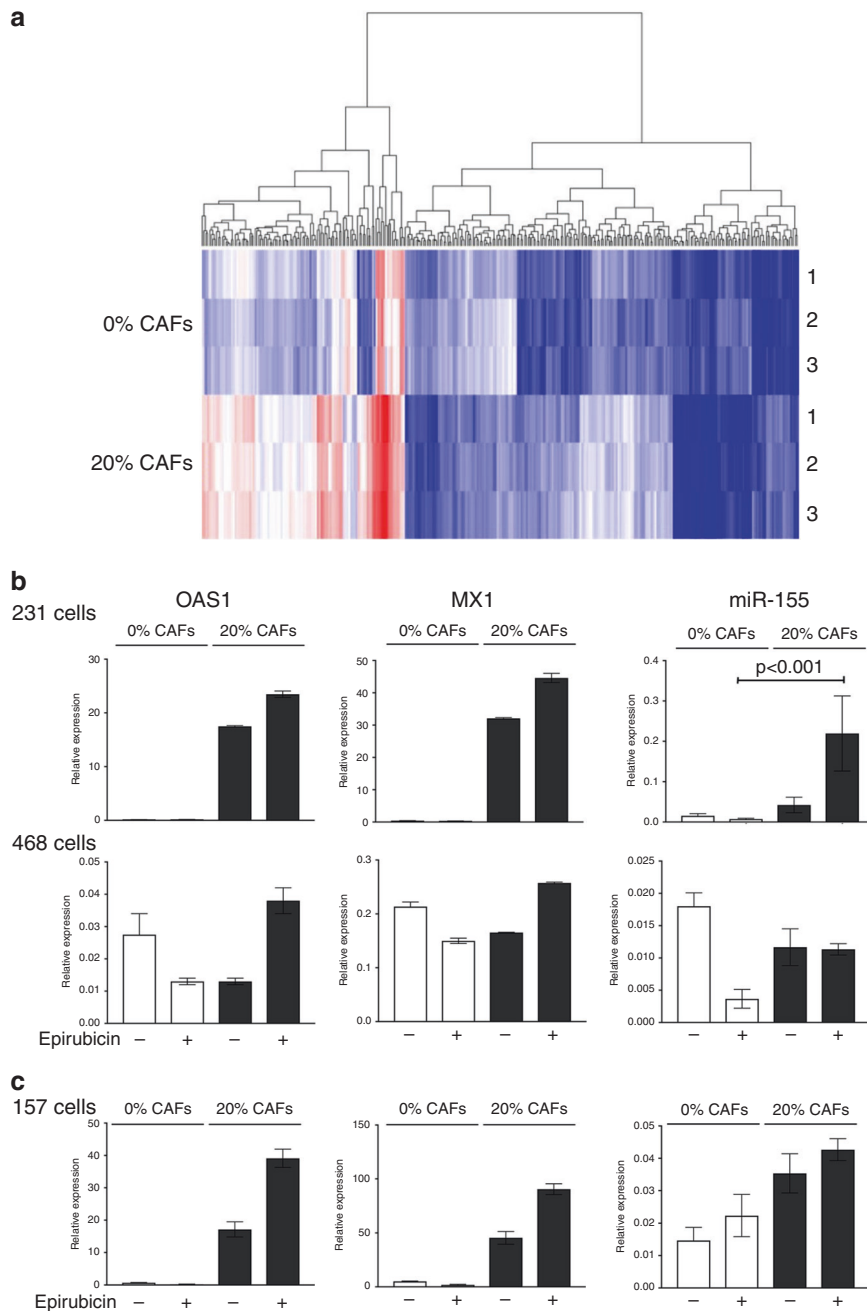 a
0% CAFs
1
2
3
20% CAFs
1
2
3
b
231 cells
OAS1
MX1
miR-155
0% CAFs 20% CAFs
0% CAFs 20% CAFs
0% CAFs 20% CAFs
Relative expression
30
20
10
0
Relative expression
50
40
30
20
10
0
Relative expression
0.4
0.3
0.2
0.1
0.0
p<0.001
468 cells
Relative expression
0.05
0.04
0.03
0.02
0.01
0.00
Relative expression
0.3
0.2
0.1
0.0
Relative expression
0.025
0.020
0.015
0.010
0.005
0.000
Epirubicin − + − +
− + − +
− + − +
c
157 cells
0% CAFs 20% CAFs
0% CAFs 20% CAFs
0% CAFs 20% CAFs
Relative expression
50
40
30
20
10
0
Relative expression
150
100
50
0
Relative expression
0.05
0.04
0.03
0.02
0.01
0.00
Epirubicin − + − +
− + − +
− + − +